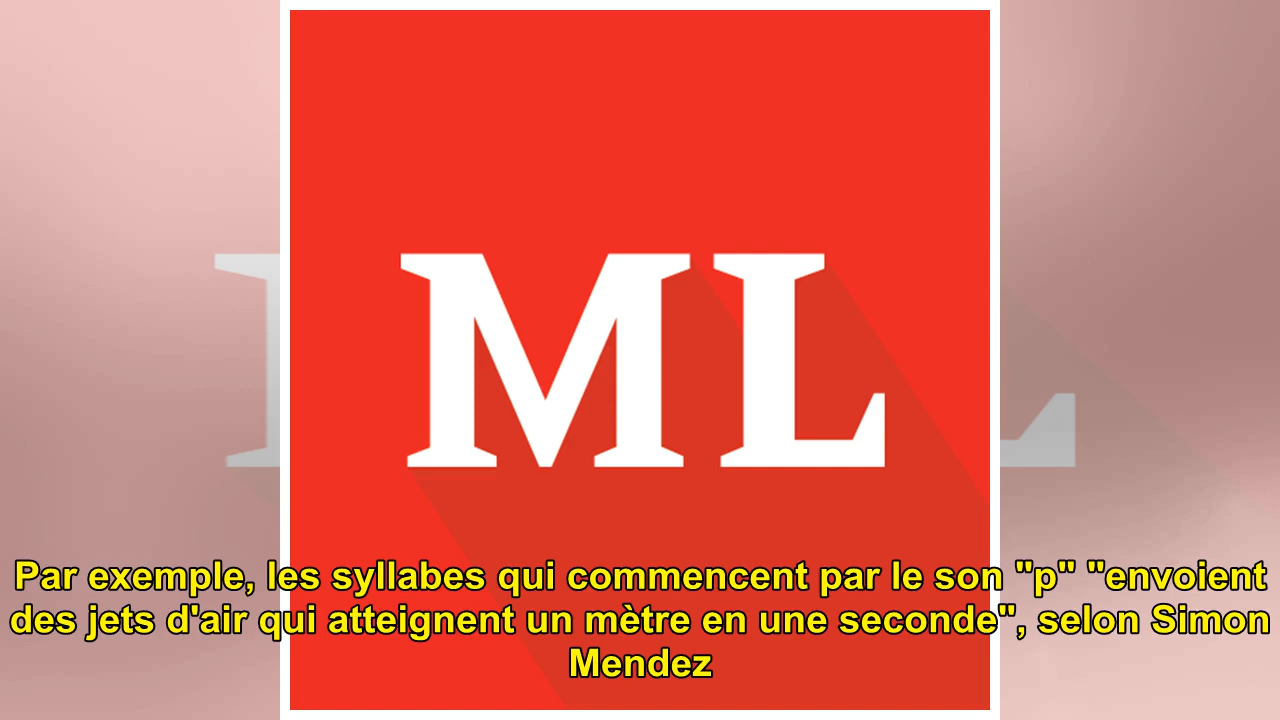 ML
Par exemple, les syllabes qui commencent par le son "p" "envoient
des jets d'air qui atteignent un mètre en une seconde", selon Simon
Mendez